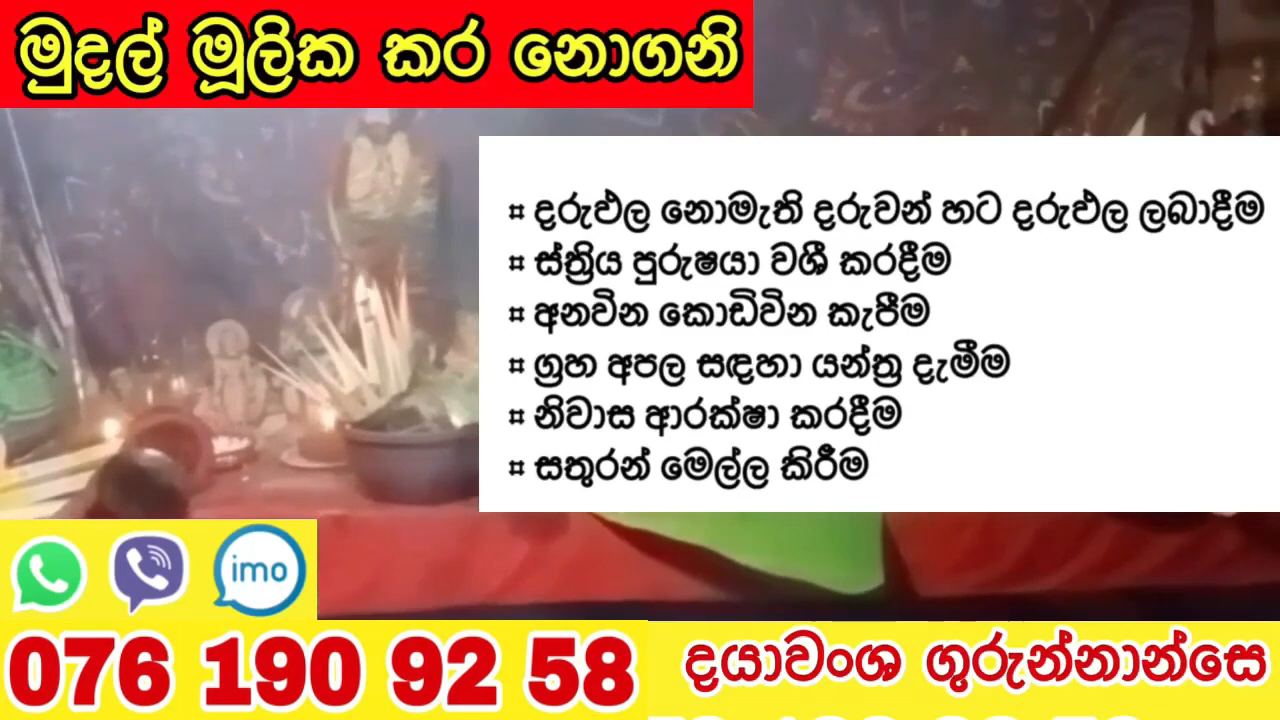 මුදල් මූලික කර නොගනි
# දරුඵල නොමැති දරුවන් හට දරුඵල ලබාදීම
# ස්ත්‍රිය පුරුෂයා වශී කරදීම
# අනවින කොඩිවින කැපීම
# ග්‍රහ අපල සඳහා යන්ත්‍ර දැමීම
# නිවාස ආරක්ෂා කරදීම
# සතුරන් මෙල්ල කිරීම
imo
076 190 92 58
දයාවංශ ගුරුන්නාන්සෙ